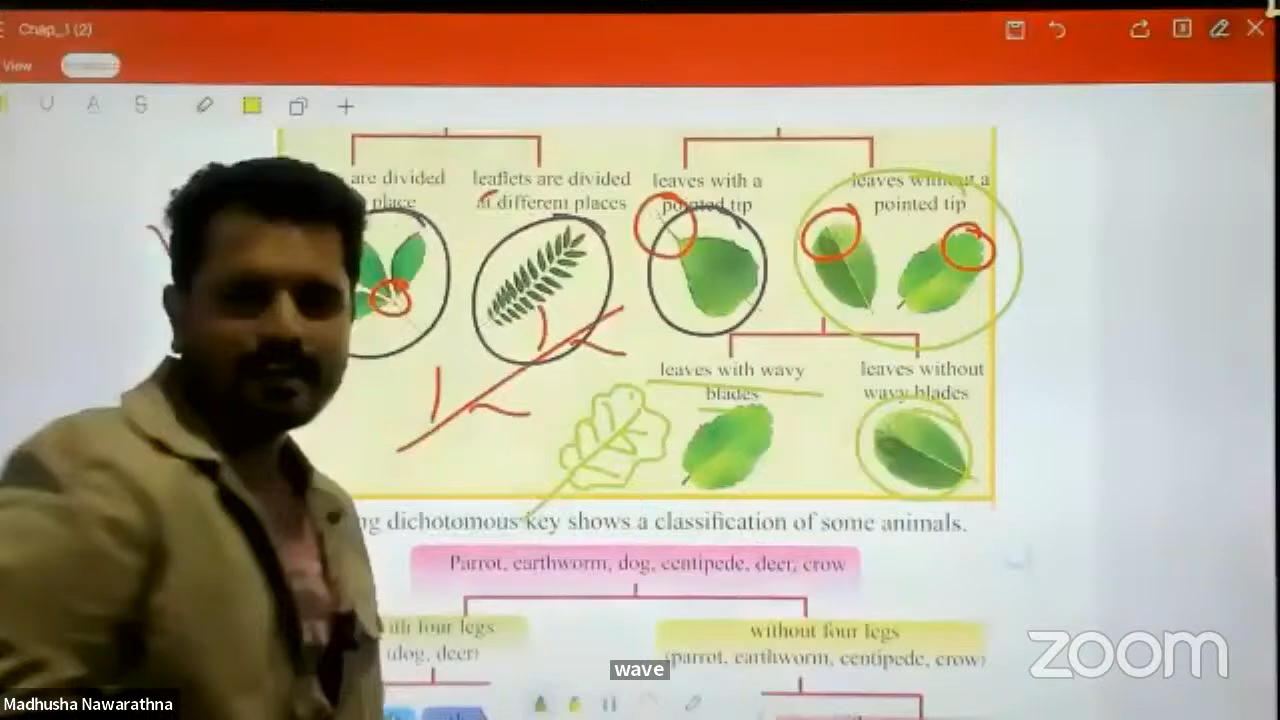 Chap_1 (2)
View
U A S
are divided
place
leaflets are divided
at different places
leaves with a
pointed tip
leaves without a
pointed tip
leaves with wavy
blades
leaves without
wavy blades
dichotomous key shows a classification of some animals.
Parrot, earthworm, dog, centipede, deer, crow
four legs
(dog, deer)
without four legs
(parrot, earthworm, centipede, crow)
wave
zoom
Madhusha Nawarathna